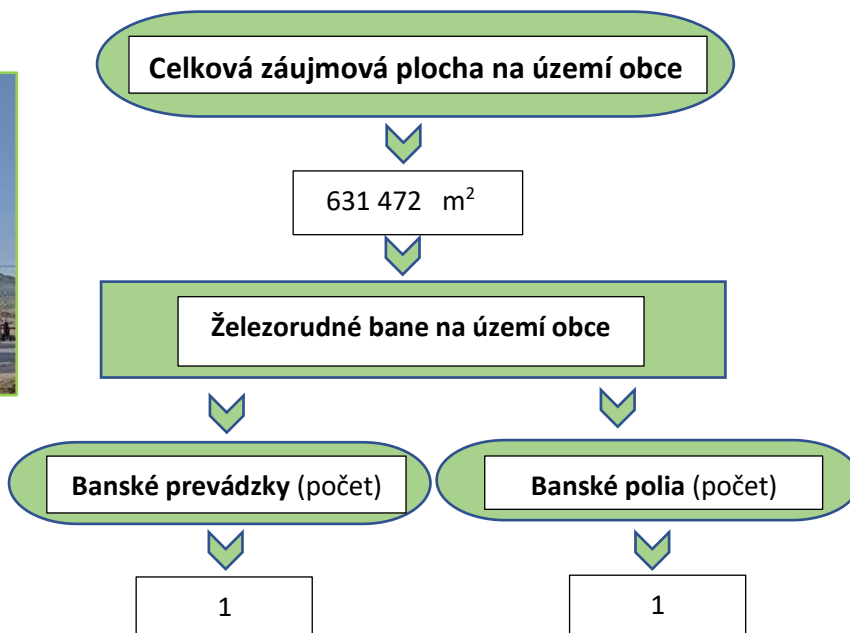 Celková záujmová plocha na území obce
631 472 m²
Železorudné bane na území obce
Banské prevádzky (počet)
Banské polia (počet)
1
1